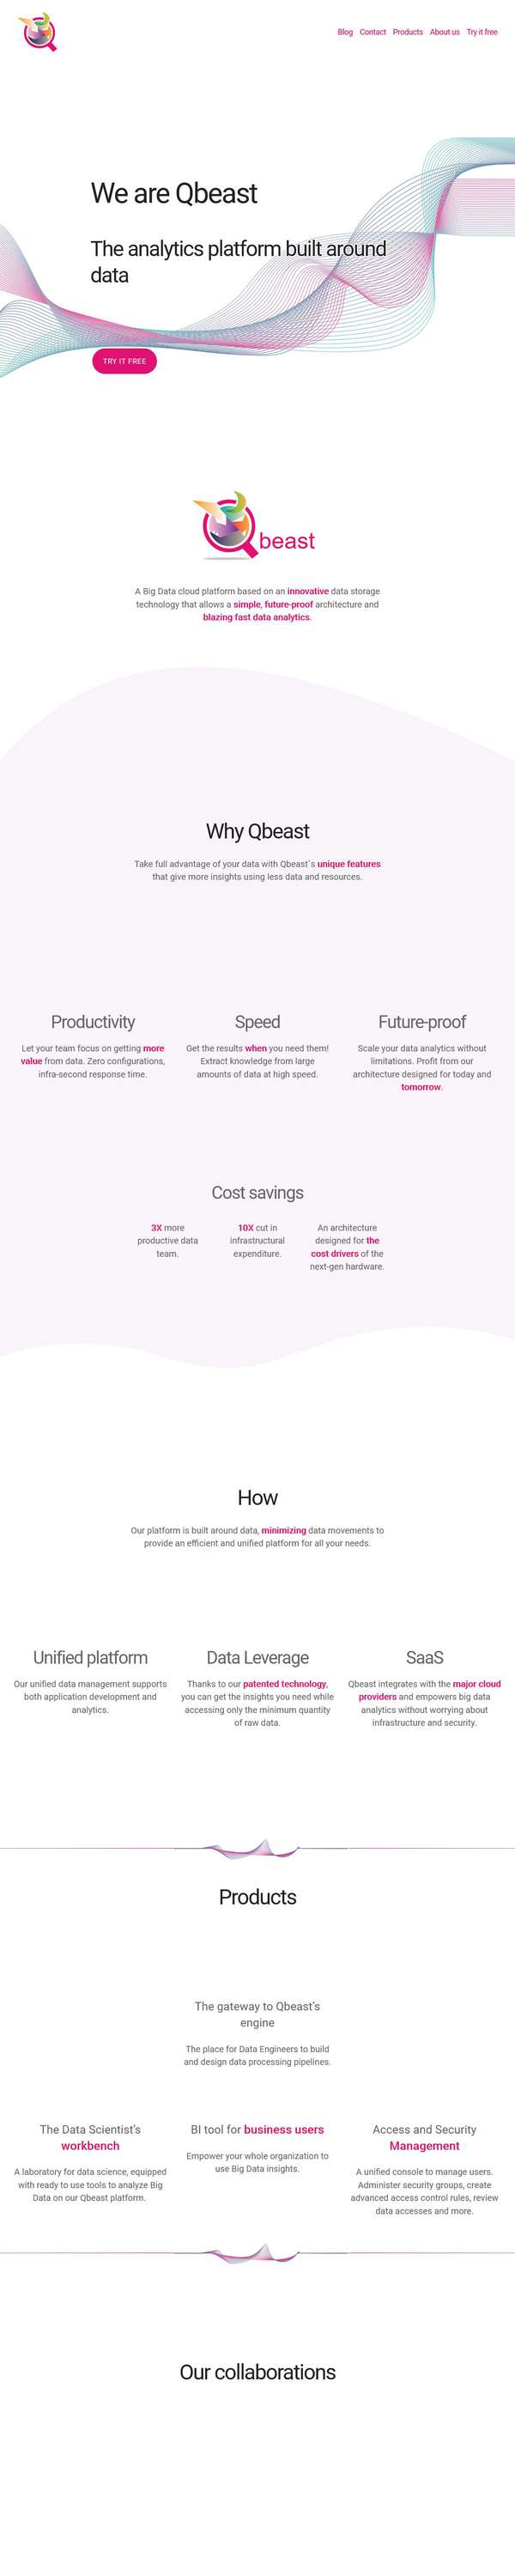 Blog Contact Products About us Try it free
We are Qbeast
The analytics platform built around
data
TRY IT FREE
beast
A Big Data cloud platform based on an innovative data storage
technology that allows a simple, future-proof architecture and
blazing fast data analytics.
Why Qbeast
Take full advantage of your data with Qbeast`s unique features
that give more insights using less data and resources.
Productivity
Let your team focus on getting more
value from data. Zero configurations,
infra-second response time.
Speed
Get the results when you need them!
Extract knowledge from large
amounts of data at high speed.
Future-proof
Scale your data analytics without
limitations. Profit from our
architecture designed for today and
tomorrow.
Cost savings
3X more
productive data
team.
10X cut in
infrastructural
expenditure.
An architecture
designed for the
cost drivers of the
next-gen hardware.
How
Our platform is built around data, minimizing data movements to
provide an efficient and unified platform for all your needs.
Unified platform
Our unified data management supports
both application development and
analytics.
Data Leverage
Thanks to our patented technology,
you can get the insights you need while
accessing only the minimum quantity
of raw data.
SaaS
Qbeast integrates with the major cloud
providers and empowers big data
analytics without worrying about
infrastructure and security.
Products
The gateway to Qbeast's
engine
The place for Data Engineers to build
and design data processing pipelines.
The Data Scientist's
workbench
A laboratory for data science, equipped
with ready to use tools to analyze Big
Data on our Qbeast platform.
BI tool for business users
Empower your whole organization to
use Big Data insights.
Access and Security
Management
A unified console to manage users.
Administer security groups, create
advanced access control rules, review
data accesses and more.
Our collaborations